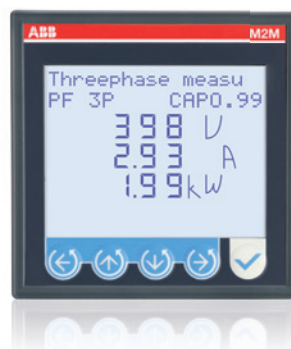 ABB M2M
Threephase measu
PF 3P CAP0.99
398 V
2.93 A
1.99kW